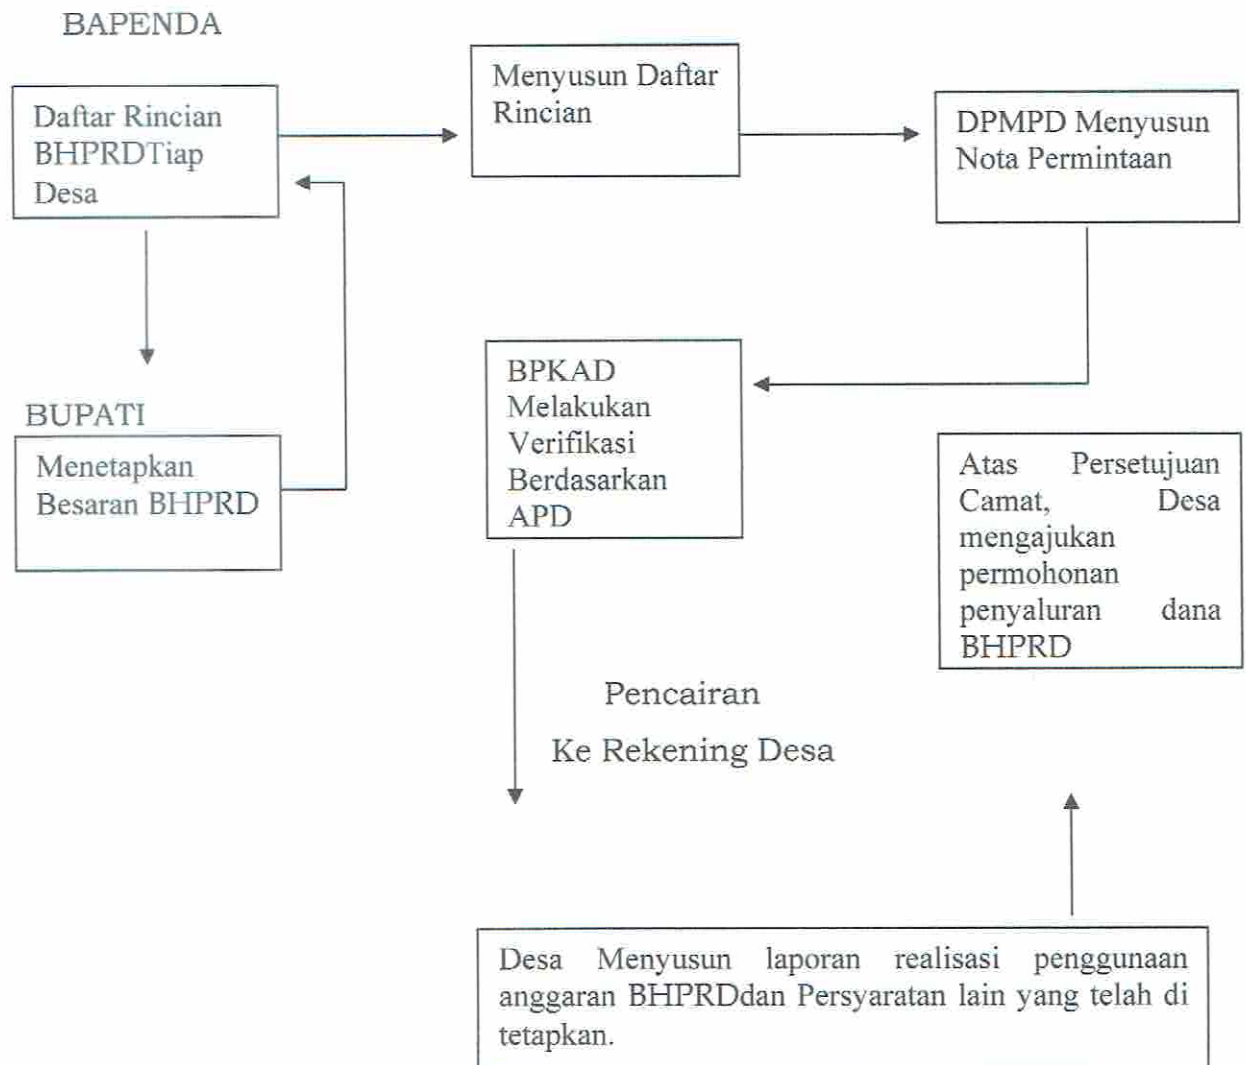 BAPENDA
Daftar Rincian
BHPRDTiap
Desa
Menyusun Daftar
Rincian
DPMPD Menyusun
Nota Permintaan
BUPATI
Menetapkan
Besaran BHPRD
BPKAD
Melakukan
Verifikasi
Berdasarkan
APD
Atas Persetujuan
Camat, Desa
mengajukan
permohonan
penyaluran dana
BHPRD
Pencairan
Ke Rekening Desa
Desa Menyusun laporan realisasi penggunaan
anggaran BHPRDdan Persyaratan lain yang telah di
tetapkan.